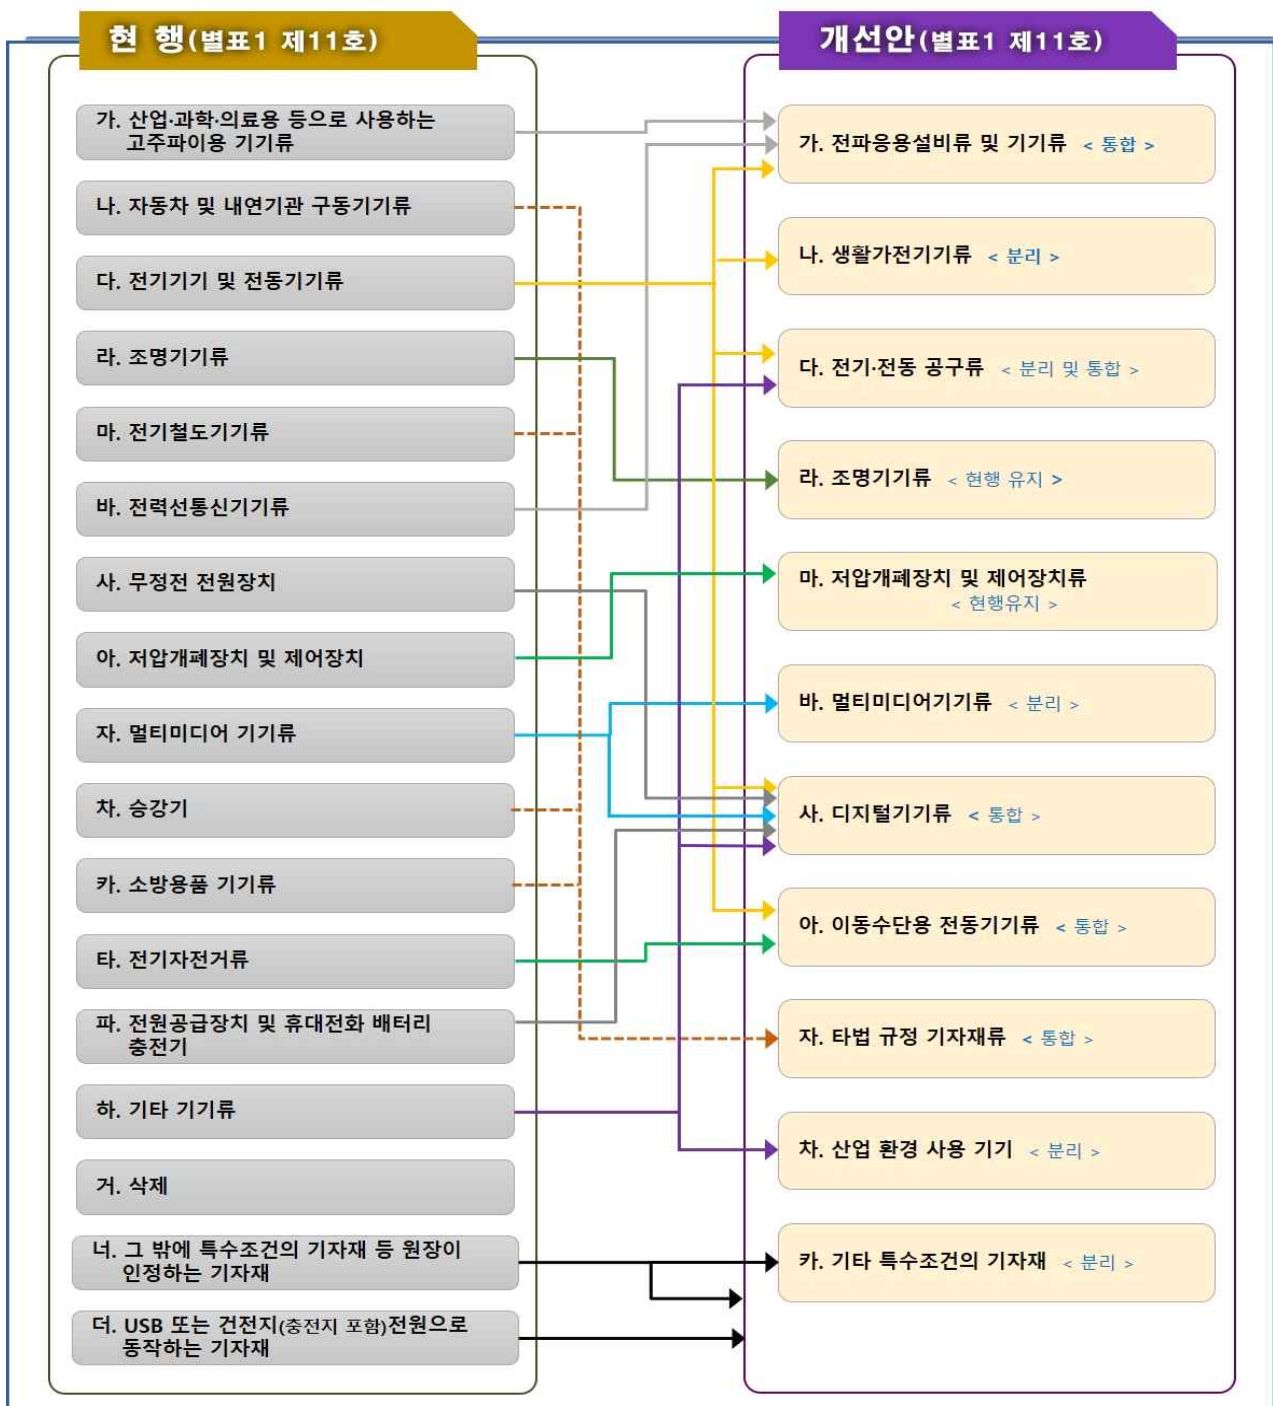 현 행(별표1 제11호)
가. 산업·과학·의료용 등으로 사용하는
고주파이용 기기류
나. 자동차 및 내연기관 구동기기류
다. 전기기기 및 전동기기류
라. 조명기기류
마. 전기철도기기류
바. 전력선통신기기류
사. 무정전 전원장치
아. 저압개폐장치 및 제어장치
자. 멀티미디어 기기류
차. 승강기
카. 소방용품 기기류
타. 전기자전거류
파. 전원공급장치 및 휴대전화 배터리
충전기
하. 기타 기기류
거. 삭제
너. 그 밖에 특수조건의 기자재 등 원장이
인정하는 기자재
더. USB 또는 건전지(충전지 포함)전원으로
동작하는 기자재
개선안(별표1 제11호)
가. 전파응용설비류 및 기기류 < 통합 >
나. 생활가전기기류 < 분리 >
다. 전기·전동 공구류 < 분리 및 통합 >
라. 조명기기류 < 현행 유지 >
마. 저압개폐장치 및 제어장치류
< 현행유지 >
바. 멀티미디어기기류 < 분리 >
사. 디지털기기류 < 통합 >
아. 이동수단용 전동기기류 < 통합 >
자. 타법 규정 기자재류 < 통합 >
차. 산업 환경 사용 기기 < 분리 >
카. 기타 특수조건의 기자재 < 분리 >